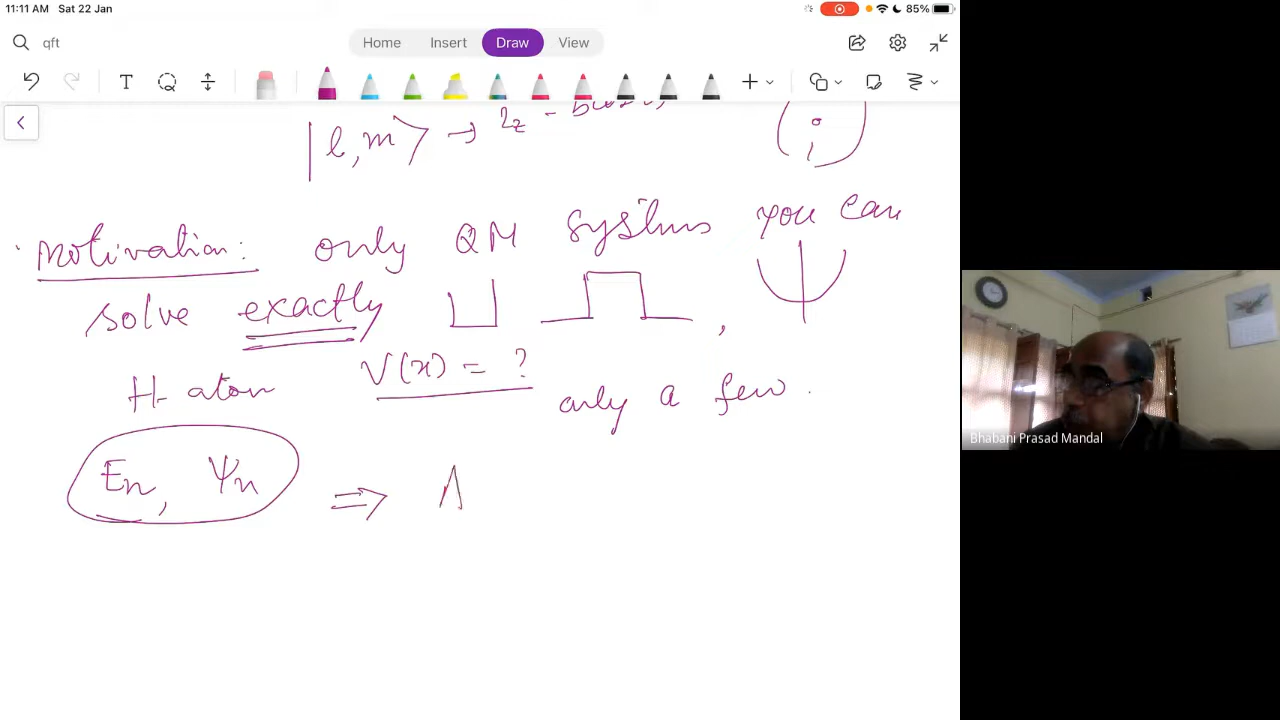 11:11 AM Sat 22 Jan 85%
qft Home Insert Draw View
T
|l,m⟩ →
Motivation: only QM systems you can
solve exactly ,
H atom V(x) = ? only a few.
En, Ψn ⇒ A
Bhabani Prasad Mandal